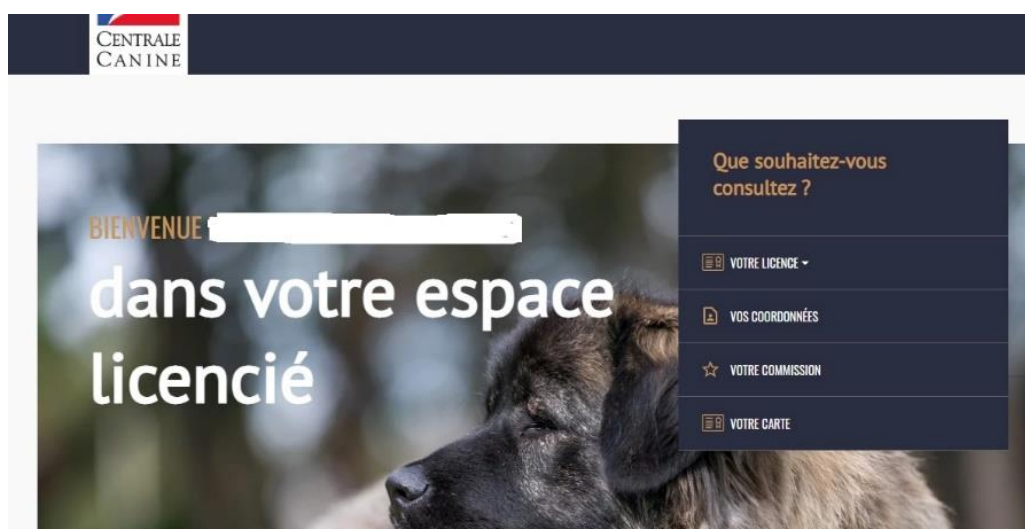 CENTRALE
CANINE
BIENVENUE
dans votre espace
licencié
Que souhaitez-vous
consultez ?
VOTRE LICENCE
VOS COORDONNÉES
VOTRE COMMISSION
VOTRE CARTE